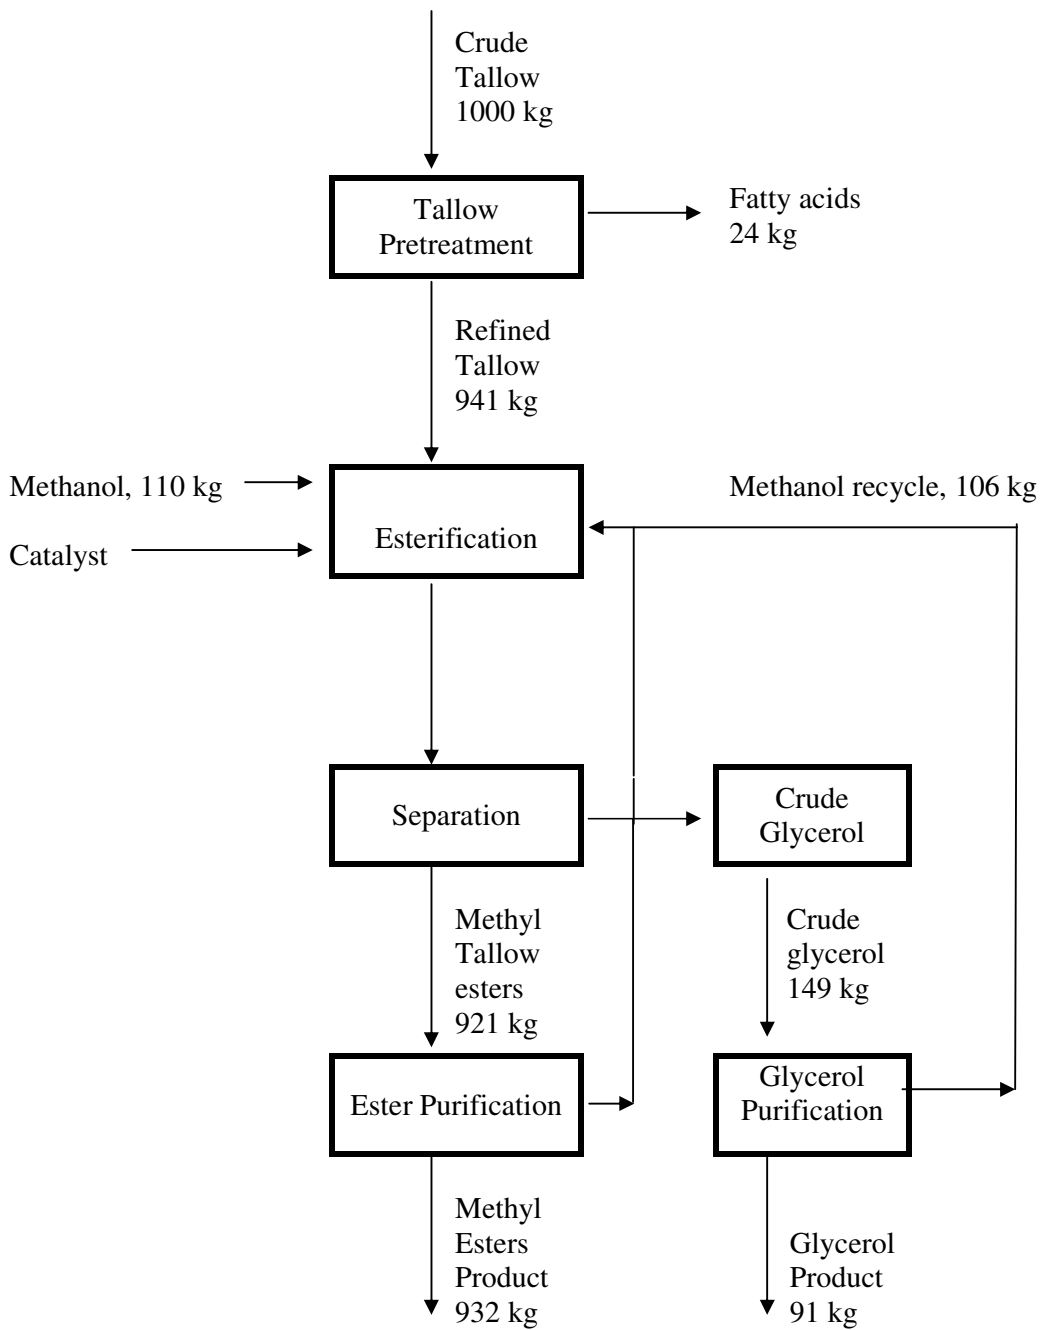 Crude
Tallow
1000 kg
Tallow
Pretreatment
Fatty acids
24 kg
Refined
Tallow
941 kg
Methanol, 110 kg
Methanol recycle, 106 kg
Esterification
Catalyst
Separation
Crude
Glycerol
Methyl
Tallow
esters
921 kg
Crude
glycerol
149 kg
Ester Purification
Glycerol
Purification
Methyl
Esters
Product
932 kg
Glycerol
Product
91 kg